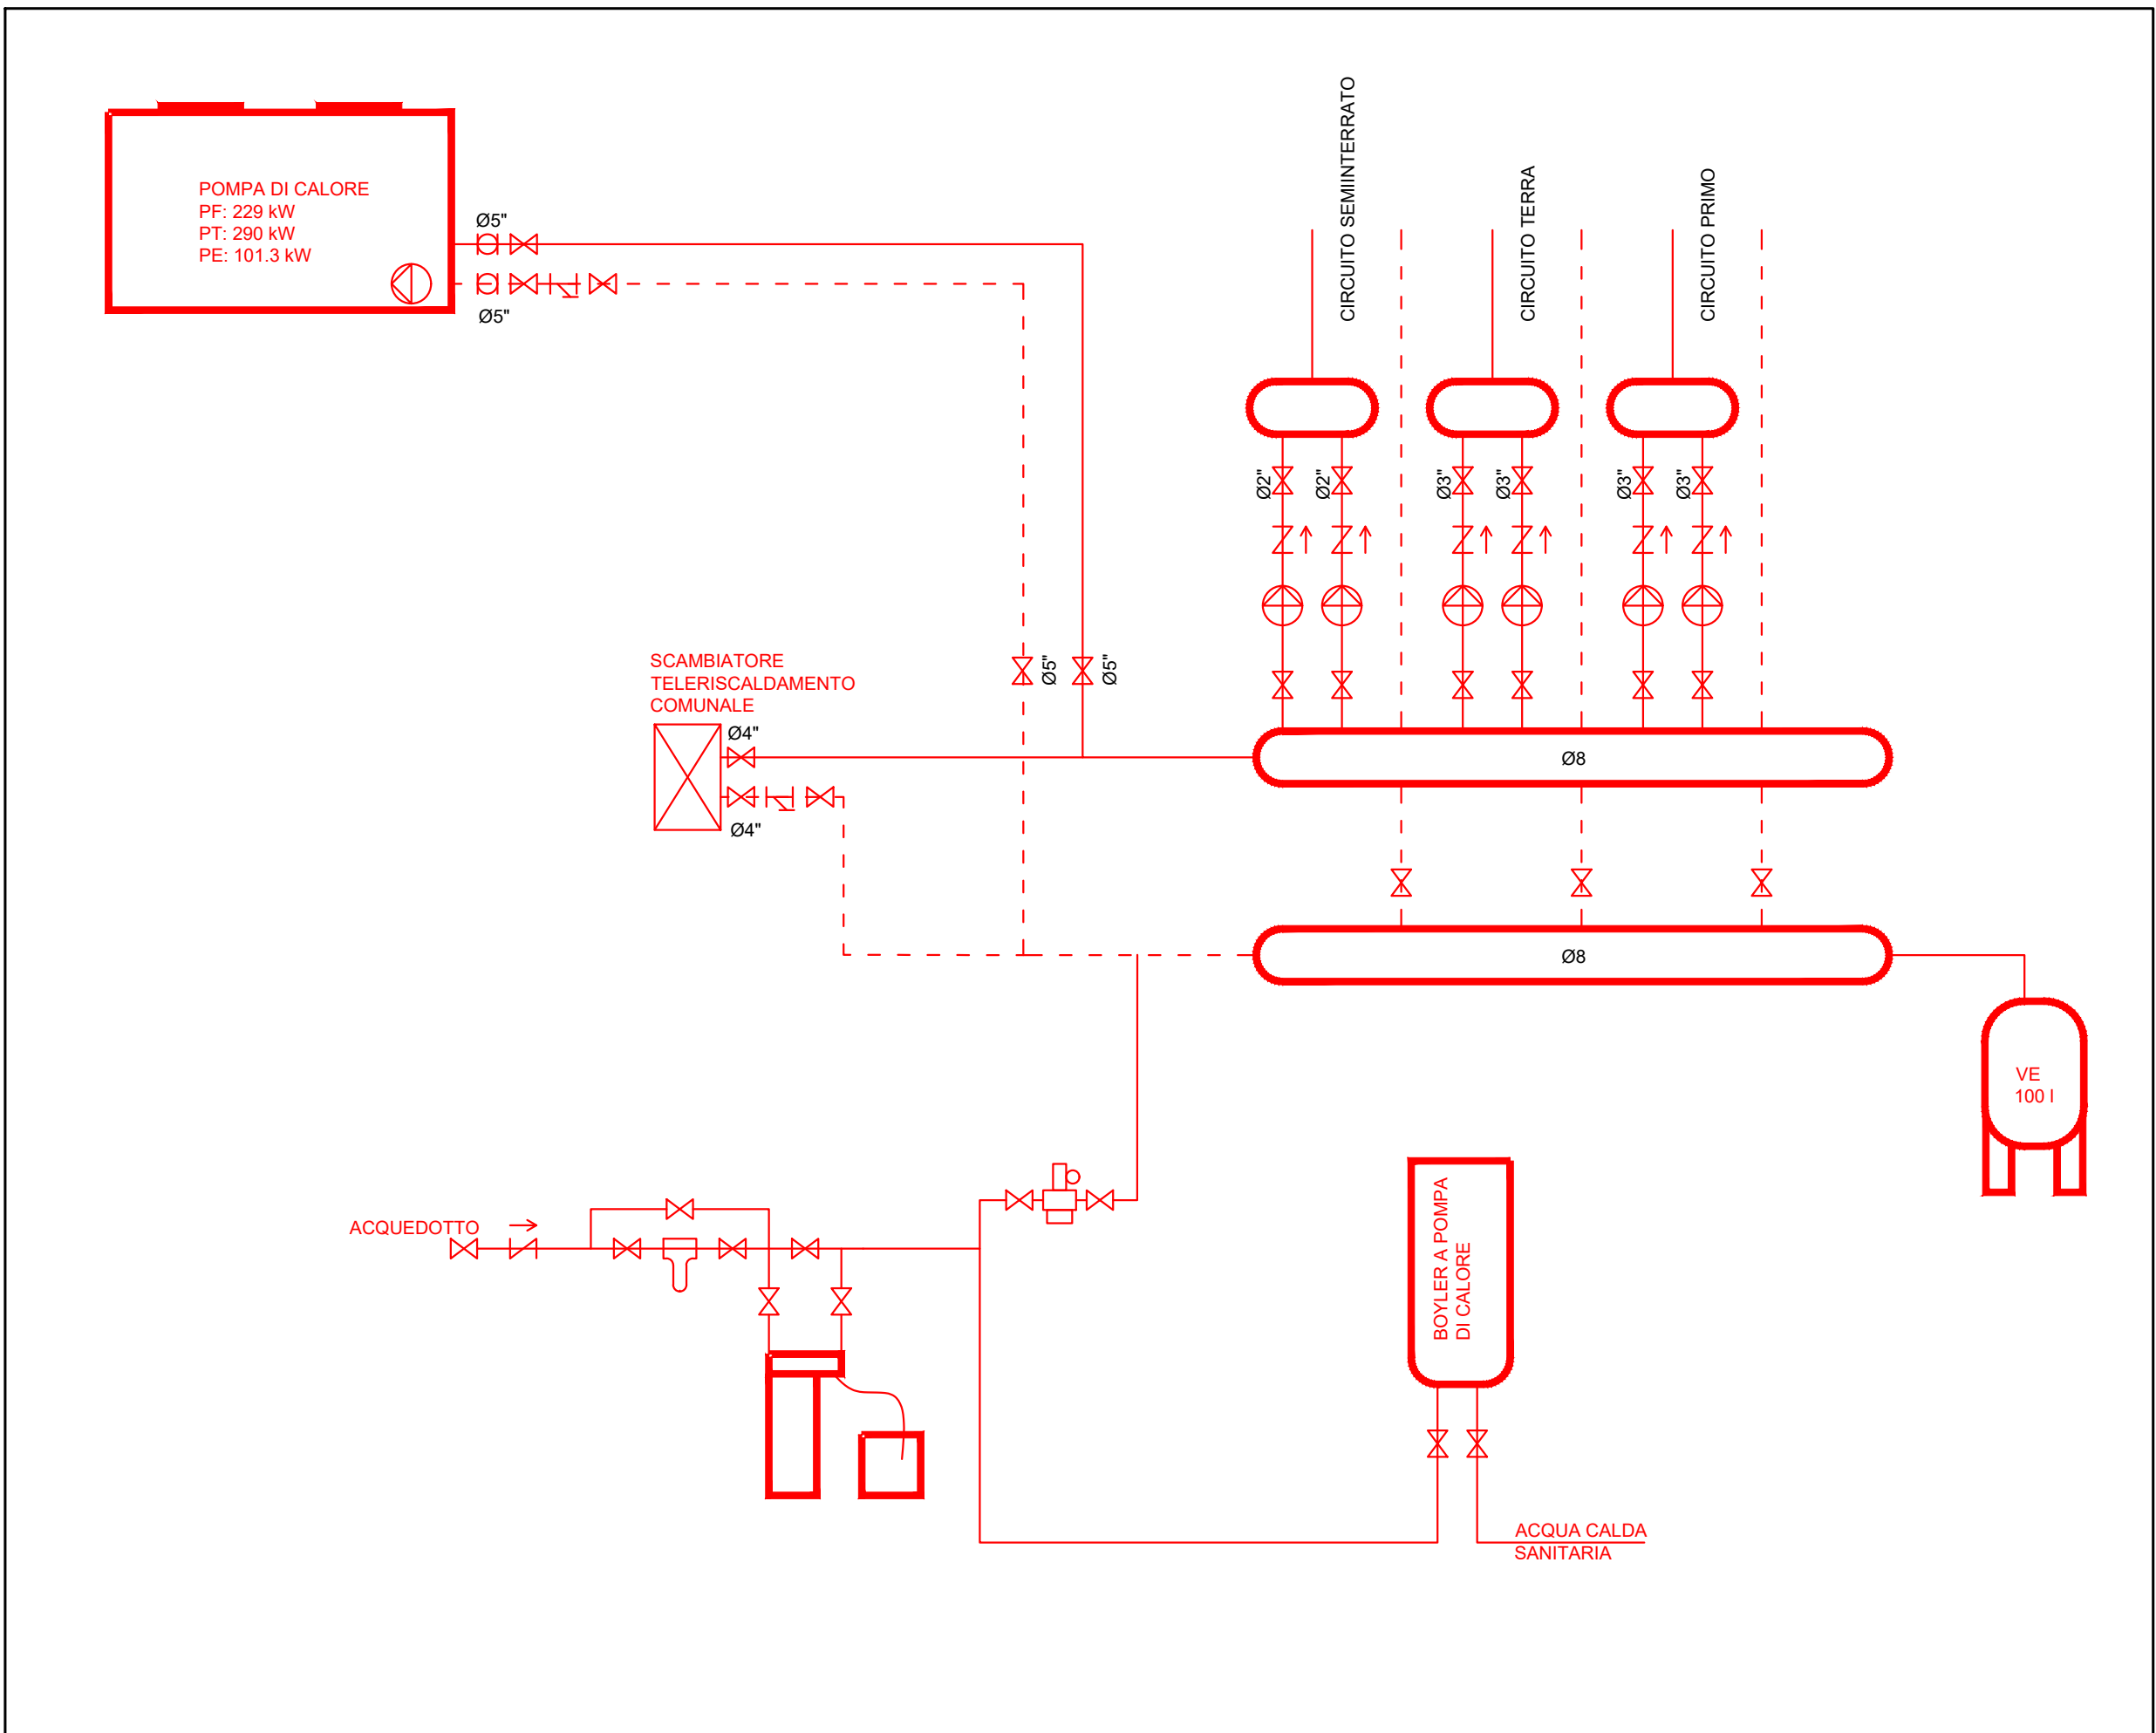 POMPA DI CALORE
PF: 229 kW
PT: 290 kW
PE: 101.3 kW
Ø5"
Ø5"
CIRCUITO SEMIINTERRATO
CIRCUITO TERRA
CIRCUITO PRIMO
Ø2"
Ø2"
Ø3"
Ø3"
Ø3"
Ø3"
SCAMBIATORE
TELERISCALDAMENTO
COMUNALE
Ø5"
Ø5"
Ø4"
Ø4"
Ø8
Ø8
VE
100 l
ACQUEDOTTO
BOYLER A POMPA
DI CALORE
ACQUA CALDA
SANITARIA